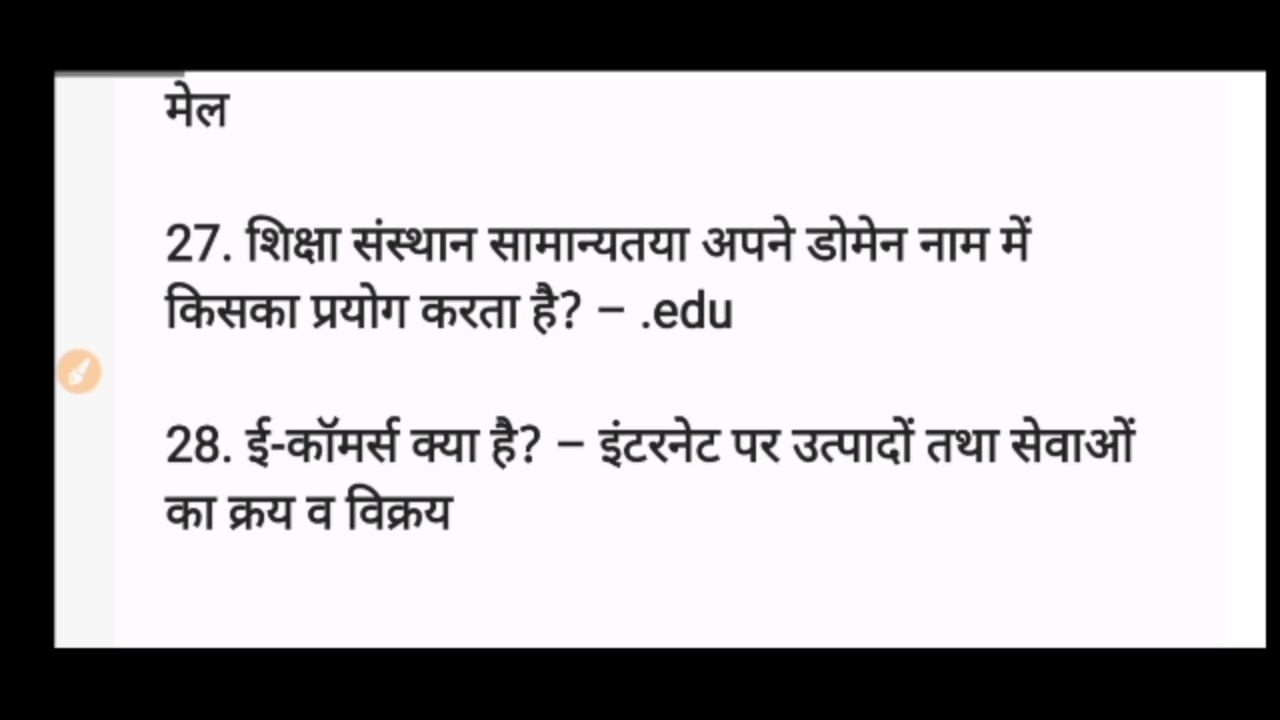 मेल
27. शिक्षा संस्थान सामान्यतया अपने डोमेन नाम में
किसका प्रयोग करता है? – .edu
28. ई-कॉमर्स क्या है? – इंटरनेट पर उत्पादों तथा सेवाओं
का क्रय व विक्रय